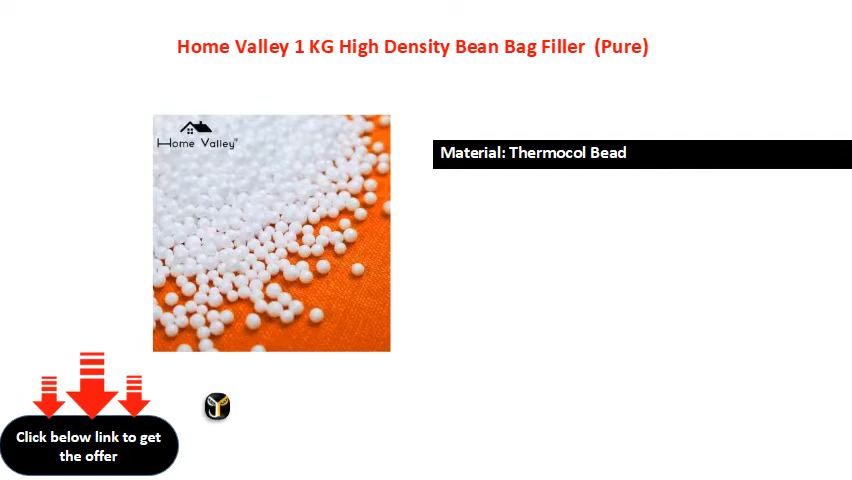 Home Valley 1 KG High Density Bean Bag Filler (Pure)
Home Valley®
Material: Thermocol Bead
Click below link to get
the offer